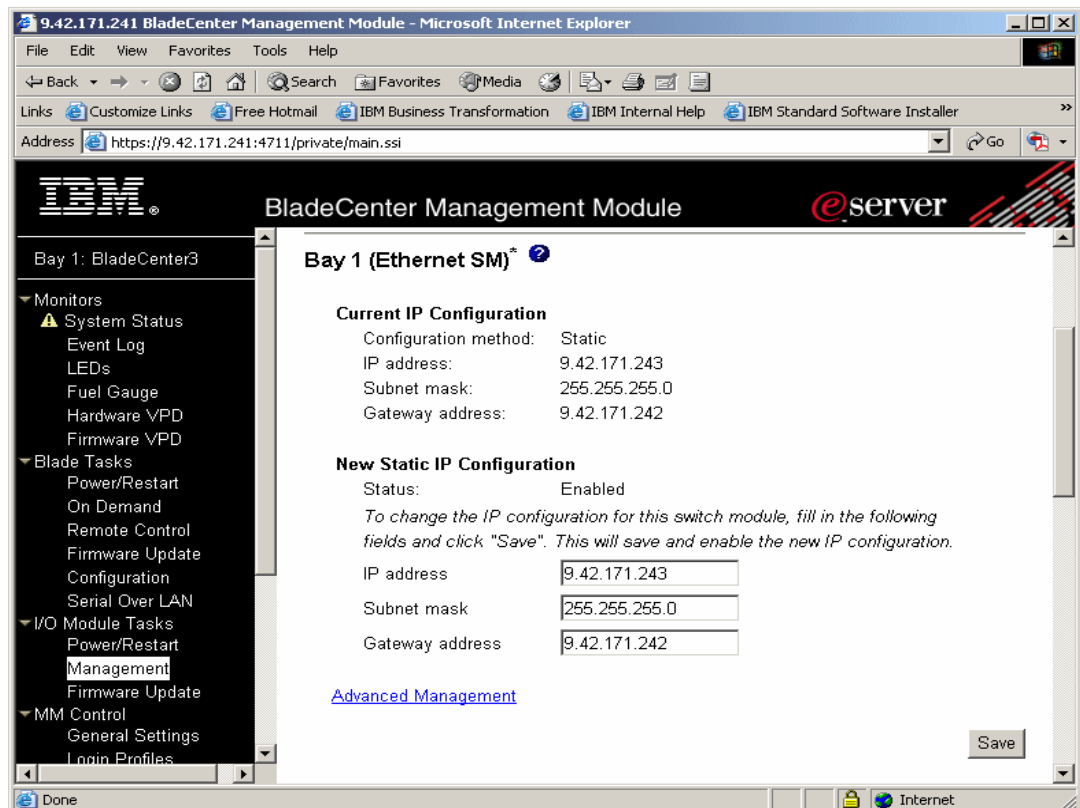 9.42.171.241 BladeCenter Management Module - Microsoft Internet Explorer
File Edit View Favorites Tools Help
Back Search Favorites Media
Links Customize Links Free Hotmail IBM Business Transformation IBM Internal Help IBM Standard Software Installer »
Address https://9.42.171.241:4711/private/main.ssi Go
IBM® BladeCenter Management Module eserver
Bay 1: BladeCenter3
Monitors
System Status
Event Log
LEDs
Fuel Gauge
Hardware VPD
Firmware VPD
Blade Tasks
Power/Restart
On Demand
Remote Control
Firmware Update
Configuration
Serial Over LAN
I/O Module Tasks
Power/Restart
Management
Firmware Update
MM Control
General Settings
Login Profiles
Bay 1 (Ethernet SM)* ?
Current IP Configuration
Configuration method: Static
IP address: 9.42.171.243
Subnet mask: 255.255.255.0
Gateway address: 9.42.171.242
New Static IP Configuration
Status: Enabled
To change the IP configuration for this switch module, fill in the following
fields and click "Save". This will save and enable the new IP configuration.
IP address 9.42.171.243
Subnet mask 255.255.255.0
Gateway address 9.42.171.242
Advanced Management
Save
Done Internet